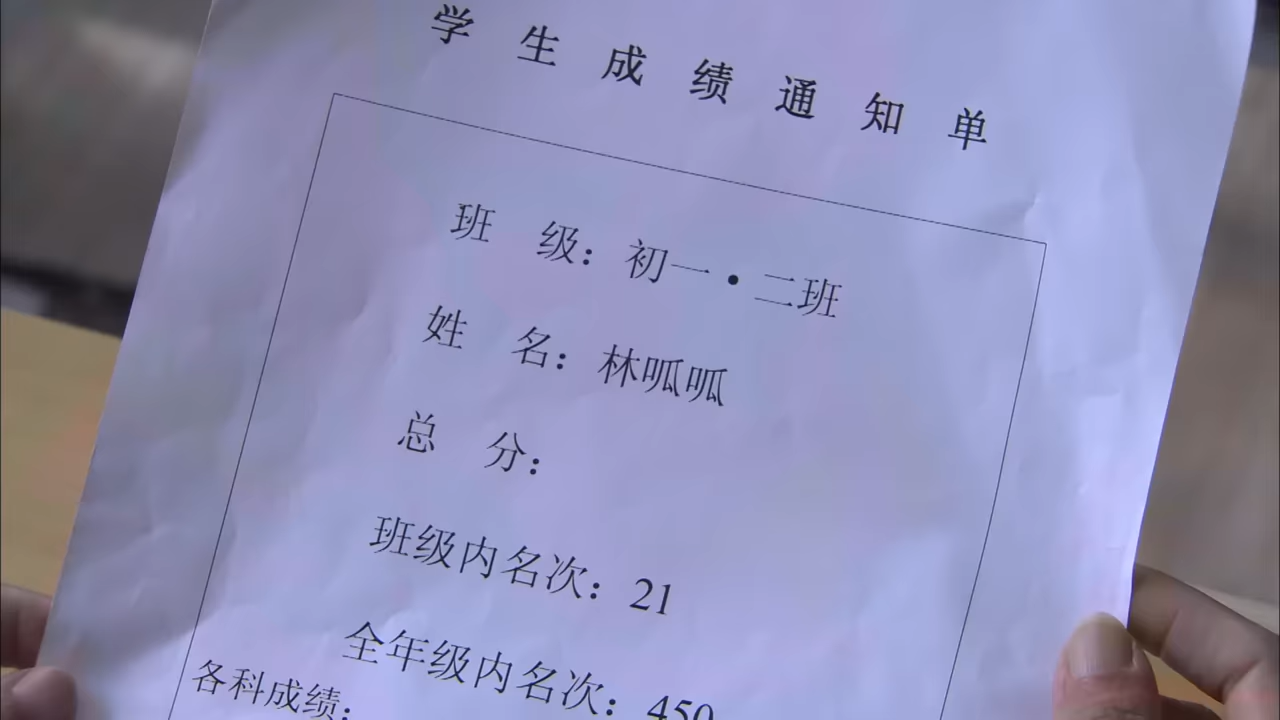 学生成绩通知单
班 级：初一·二班
姓 名：林呱呱
总 分：
班级内名次：21
全年级内名次：450
各科成绩：